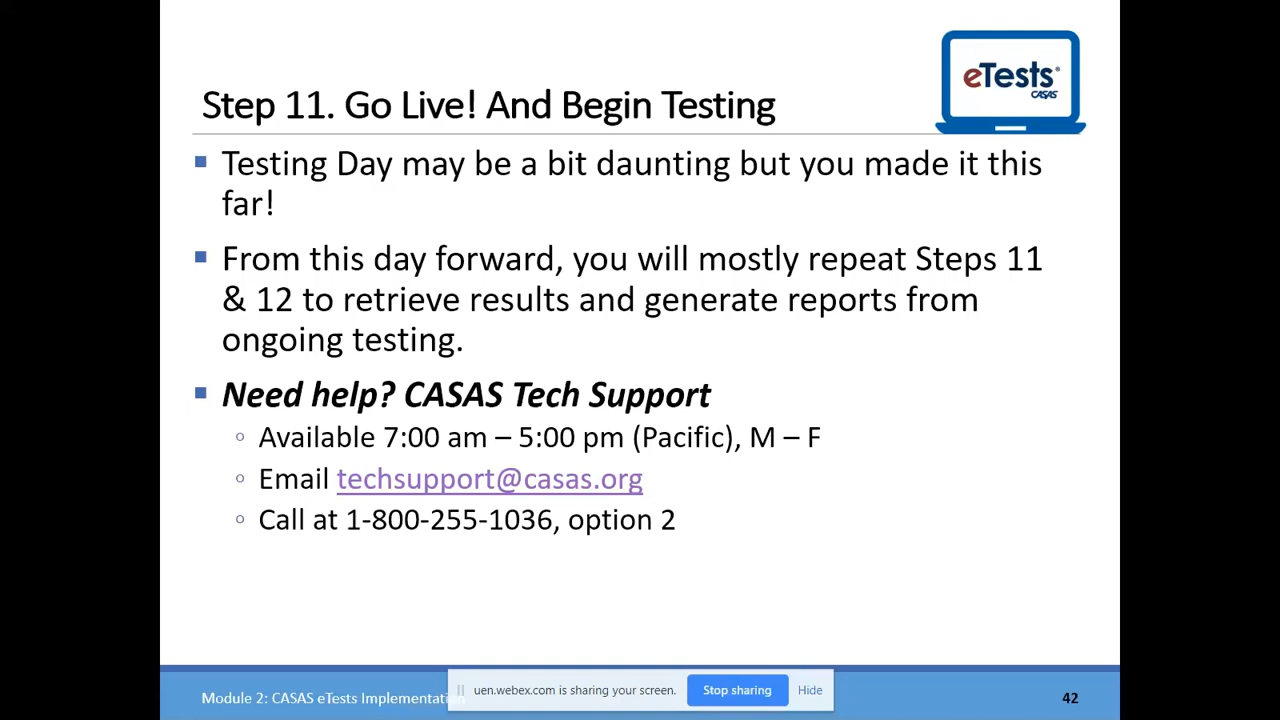 eTests®
CASAS
Step 11. Go Live! And Begin Testing
Testing Day may be a bit daunting but you made it this
far!
From this day forward, you will mostly repeat Steps 11
& 12 to retrieve results and generate reports from
ongoing testing.
Need help? CASAS Tech Support
Available 7:00 am – 5:00 pm (Pacific), M – F
Email techsupport@casas.org
Call at 1-800-255-1036, option 2
Module 2: CASAS eTests Implementation
uen.webex.com is sharing your screen.
Stop sharing
Hide
42